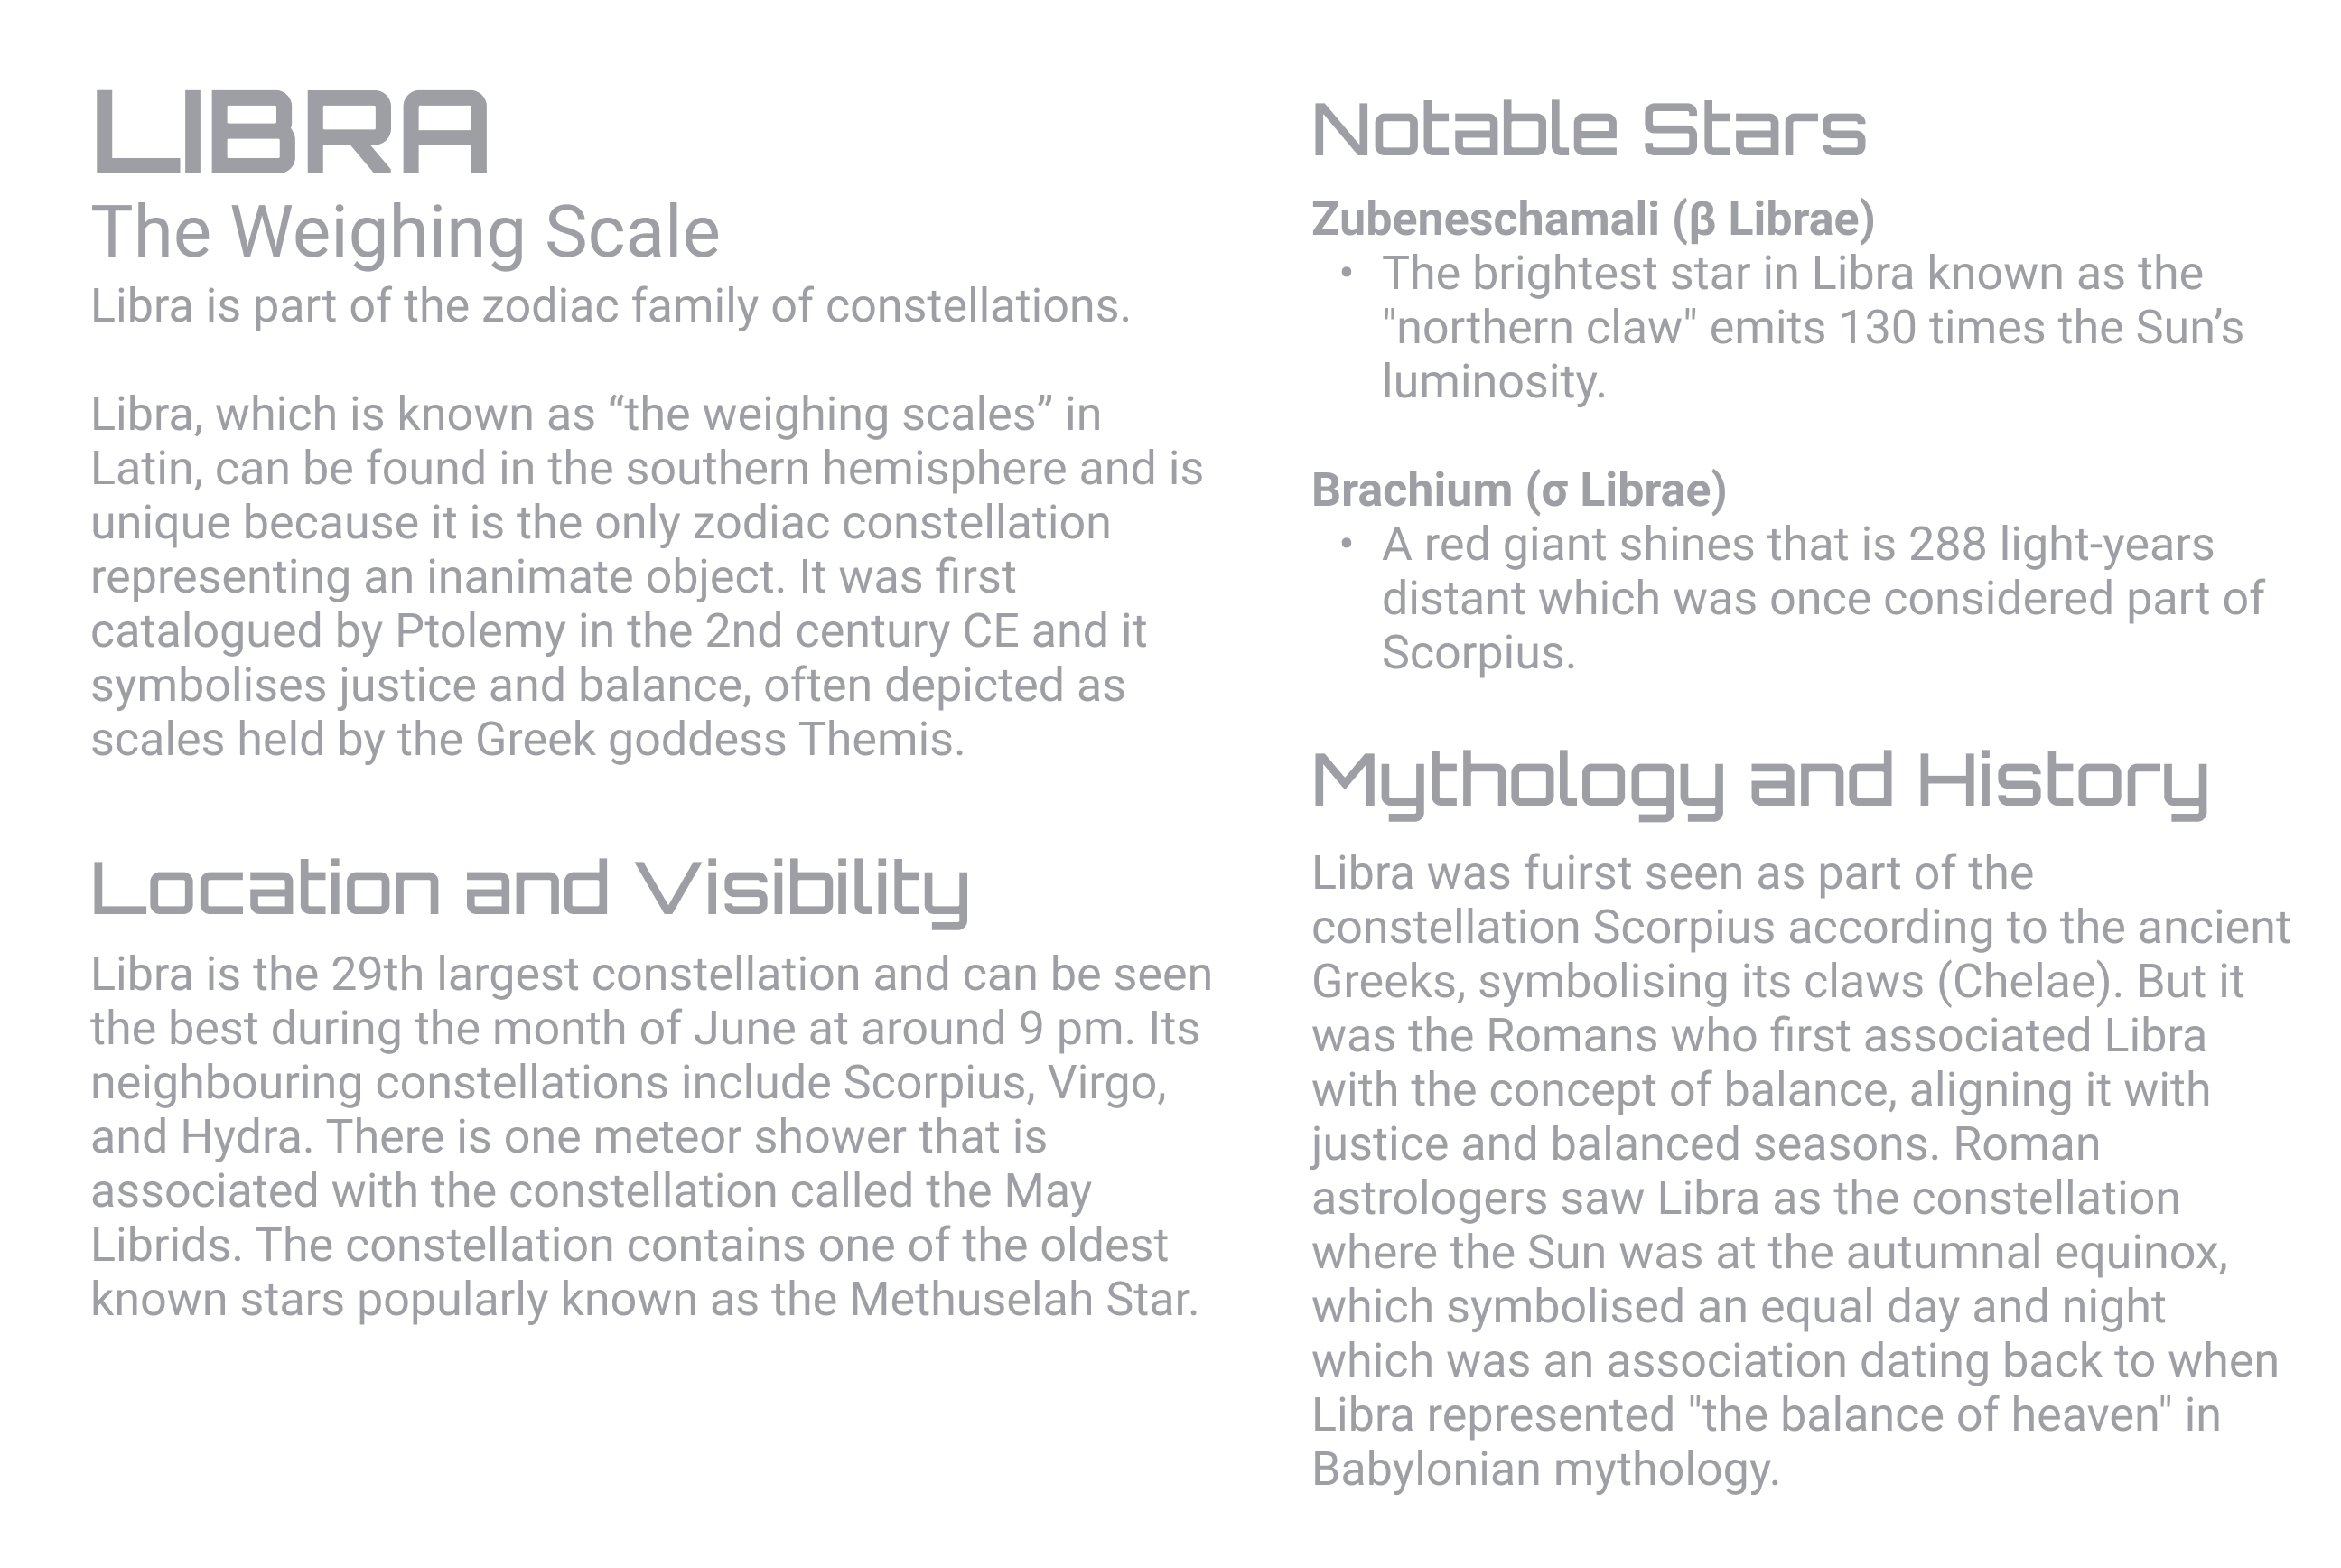 LIBRA
The Weighing Scale
Libra is part of the zodiac family of constellations.
Libra, which is known as “the weighing scales” in
Latin, can be found in the southern hemisphere and is
unique because it is the only zodiac constellation
representing an inanimate object. It was first
catalogued by Ptolemy in the 2nd century CE and it
symbolises justice and balance, often depicted as
scales held by the Greek goddess Themis.
Location and Visibility
Libra is the 29th largest constellation and can be seen
the best during the month of June at around 9 pm. Its
neighbouring constellations include Scorpius, Virgo,
and Hydra. There is one meteor shower that is
associated with the constellation called the May
Librids. The constellation contains one of the oldest
known stars popularly known as the Methuselah Star.
Notable Stars
Zubeneschamali (β Librae)
• The brightest star in Libra known as the
"northern claw" emits 130 times the Sun’s
luminosity.
Brachium (σ Librae)
• A red giant shines that is 288 light-years
distant which was once considered part of
Scorpius.
Mythology and History
Libra was fuirst seen as part of the
constellation Scorpius according to the ancient
Greeks, symbolising its claws (Chelae). But it
was the Romans who first associated Libra
with the concept of balance, aligning it with
justice and balanced seasons. Roman
astrologers saw Libra as the constellation
where the Sun was at the autumnal equinox,
which symbolised an equal day and night
which was an association dating back to when
Libra represented "the balance of heaven" in
Babylonian mythology.